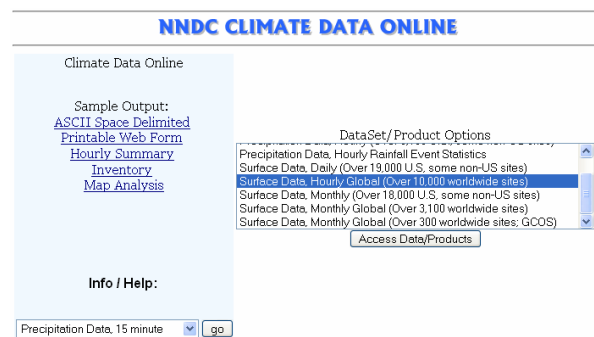 NNDC CLIMATE DATA ONLINE
Climate Data Online
Sample Output:
ASCII Space Delimited
Printable Web Form
Hourly Summary
Inventory
Map Analysis
Info / Help:
Precipitation Data, 15 minute
go
DataSet/Product Options
Precipitation Data, Hourly Rainfall Event Statistics
Surface Data, Daily (Over 19,000 U.S, some non-US sites)
Surface Data, Hourly Global (Over 10,000 worldwide sites)
Surface Data, Monthly (Over 18,000 U.S, some non-US sites)
Surface Data, Monthly Global (Over 3,100 worldwide sites)
Surface Data, Monthly Global (Over 300 worldwide sites; GCOS)
Access Data/Products